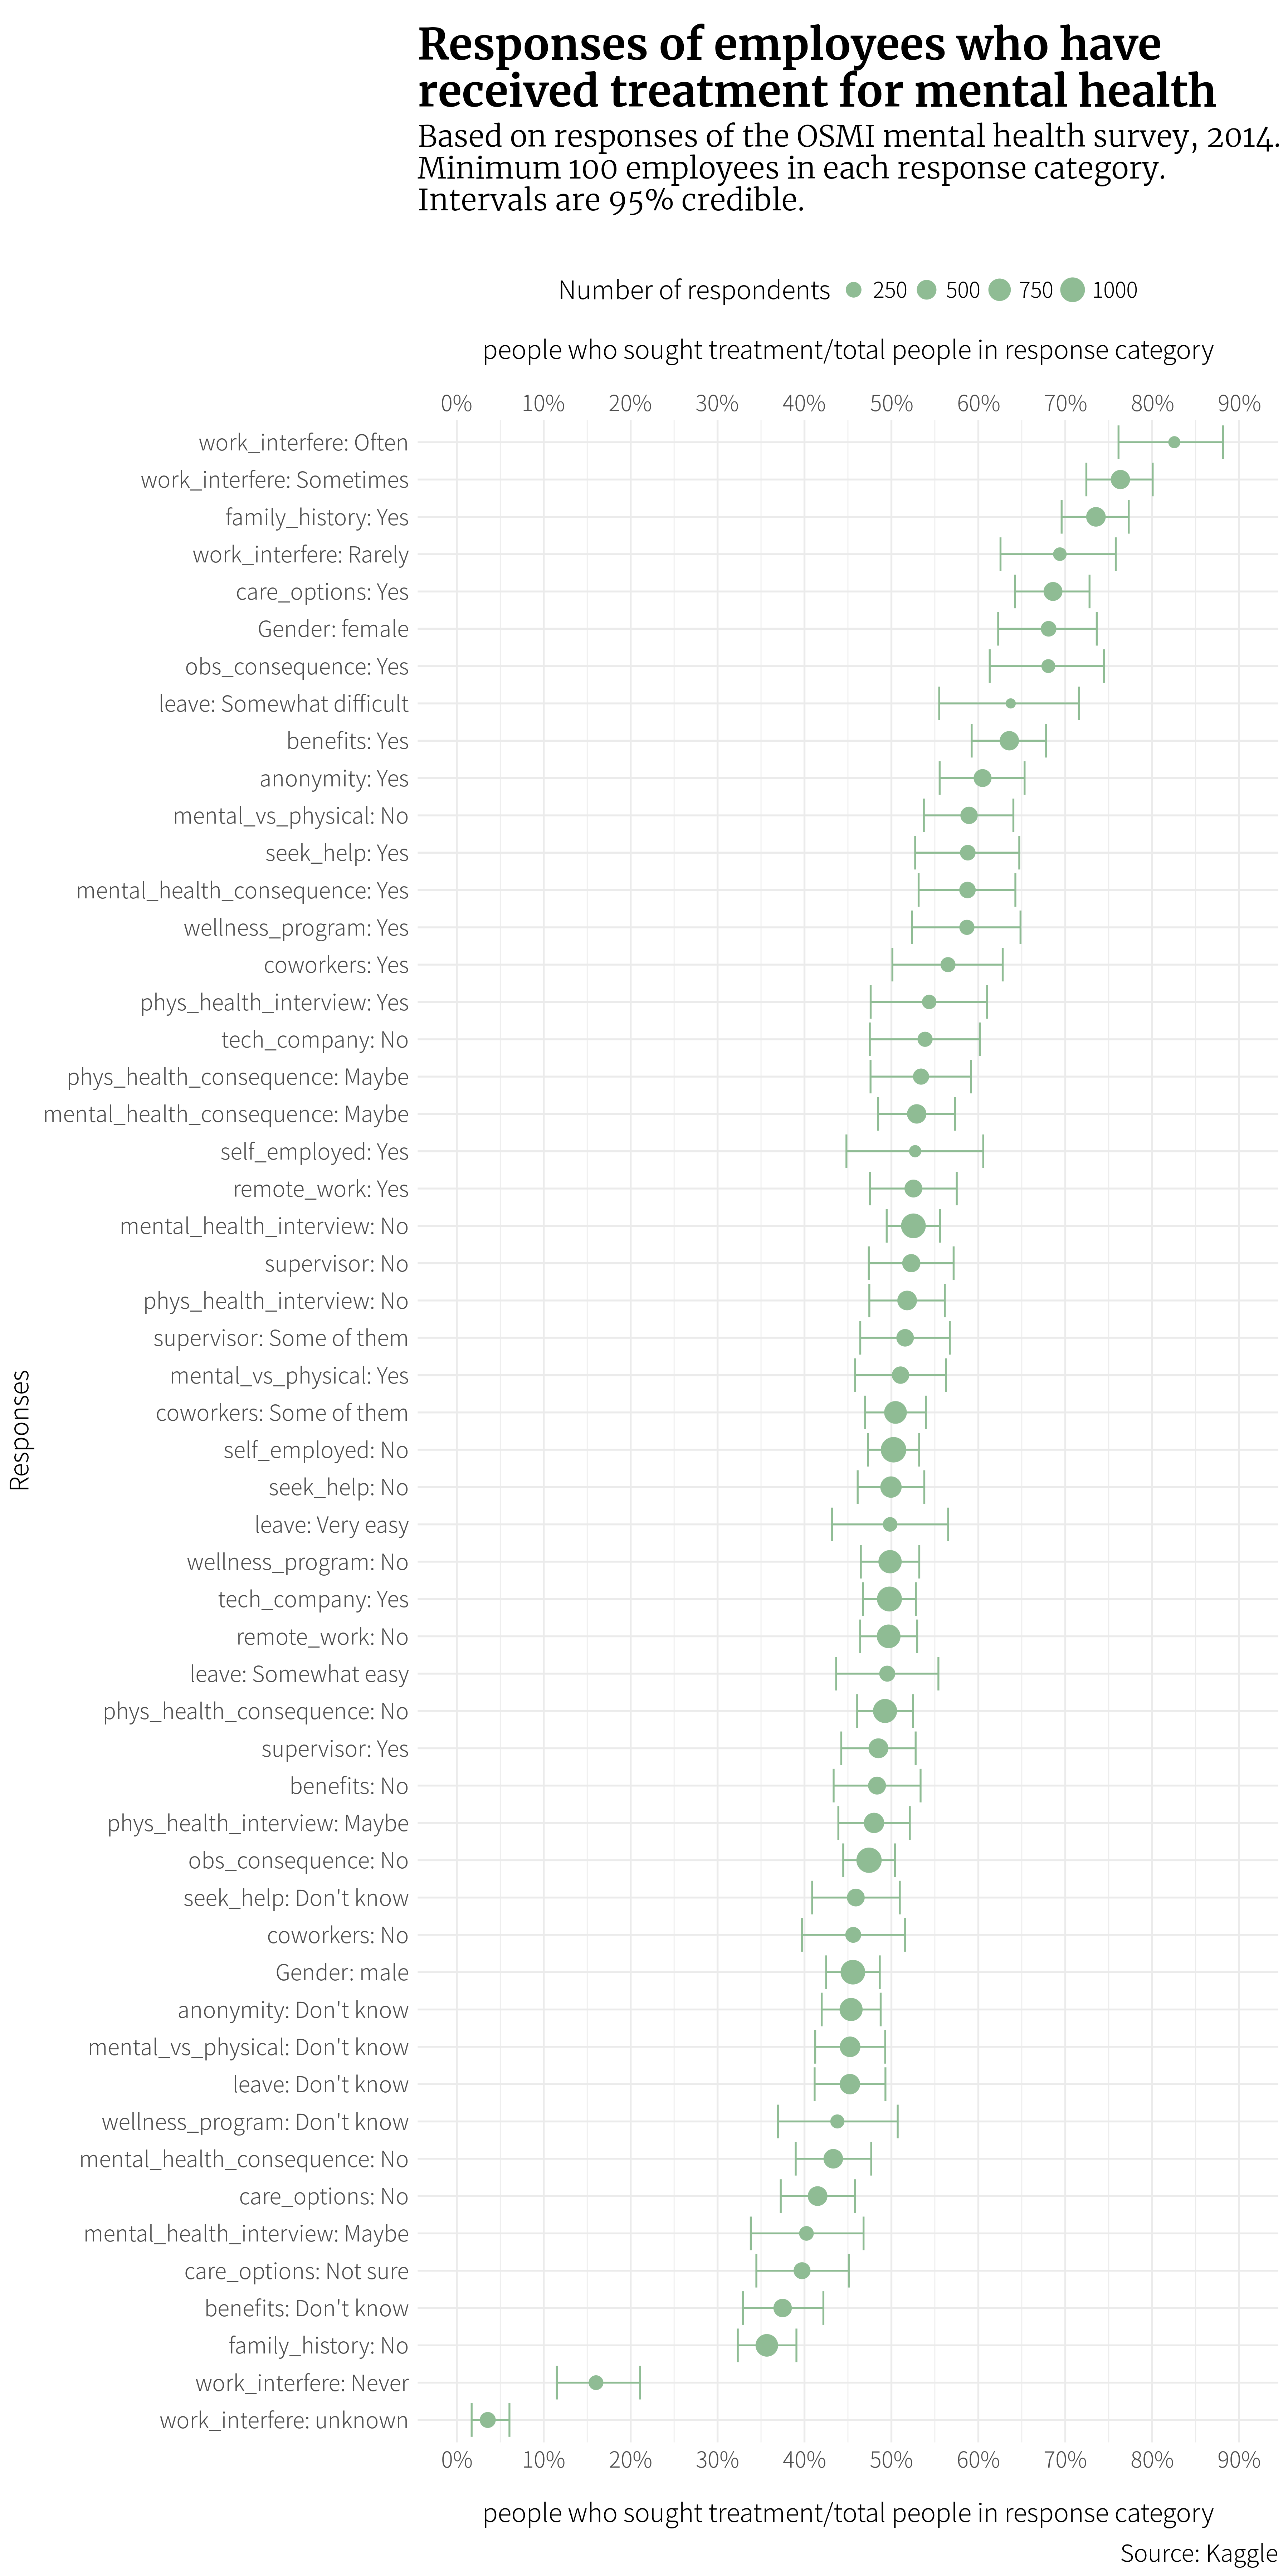 Responses of employees who have
received treatment for mental health
Based on responses of the OSMI mental health survey, 2014.
Minimum 100 employees in each response category.
Intervals are 95% credible.
Number of respondents 250 500 750 1000
people who sought treatment/total people in response category
0% 10% 20% 30% 40% 50% 60% 70% 80% 90%
work_interfere: Often
work_interfere: Sometimes
family_history: Yes
work_interfere: Rarely
care_options: Yes
Gender: female
obs_consequence: Yes
leave: Somewhat difficult
benefits: Yes
anonymity: Yes
mental_vs_physical: No
seek_help: Yes
mental_health_consequence: Yes
wellness_program: Yes
coworkers: Yes
phys_health_interview: Yes
tech_company: No
phys_health_consequence: Maybe
mental_health_consequence: Maybe
self_employed: Yes
remote_work: Yes
mental_health_interview: No
supervisor: No
phys_health_interview: No
supervisor: Some of them
mental_vs_physical: Yes
coworkers: Some of them
self_employed: No
seek_help: No
leave: Very easy
wellness_program: No
tech_company: Yes
remote_work: No
leave: Somewhat easy
phys_health_consequence: No
supervisor: Yes
benefits: No
phys_health_interview: Maybe
obs_consequence: No
seek_help: Don't know
coworkers: No
Gender: male
anonymity: Don't know
mental_vs_physical: Don't know
leave: Don't know
wellness_program: Don't know
mental_health_consequence: No
care_options: No
mental_health_interview: Maybe
care_options: Not sure
benefits: Don't know
family_history: No
work_interfere: Never
work_interfere: unknown
Responses
0% 10% 20% 30% 40% 50% 60% 70% 80% 90%
people who sought treatment/total people in response category
Source: Kaggle